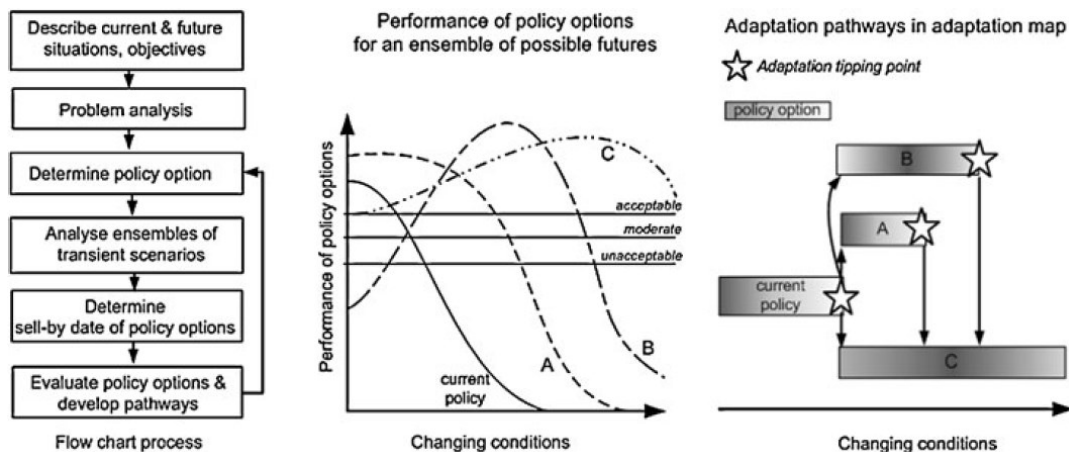 Describe current & future
situations, objectives
Problem analysis
Determine policy option
Analyse ensembles of
transient scenarios
Determine
sell-by date of policy options
Evaluate policy options &
develop pathways
Flow chart process
Performance of policy options
for an ensemble of possible futures
Performance of policy options
C
acceptable
moderate
unacceptable
A
B
current
policy
Changing conditions
Adaptation pathways in adaptation map
Adaptation tipping point
policy option
B
A
current
policy
C
Changing conditions